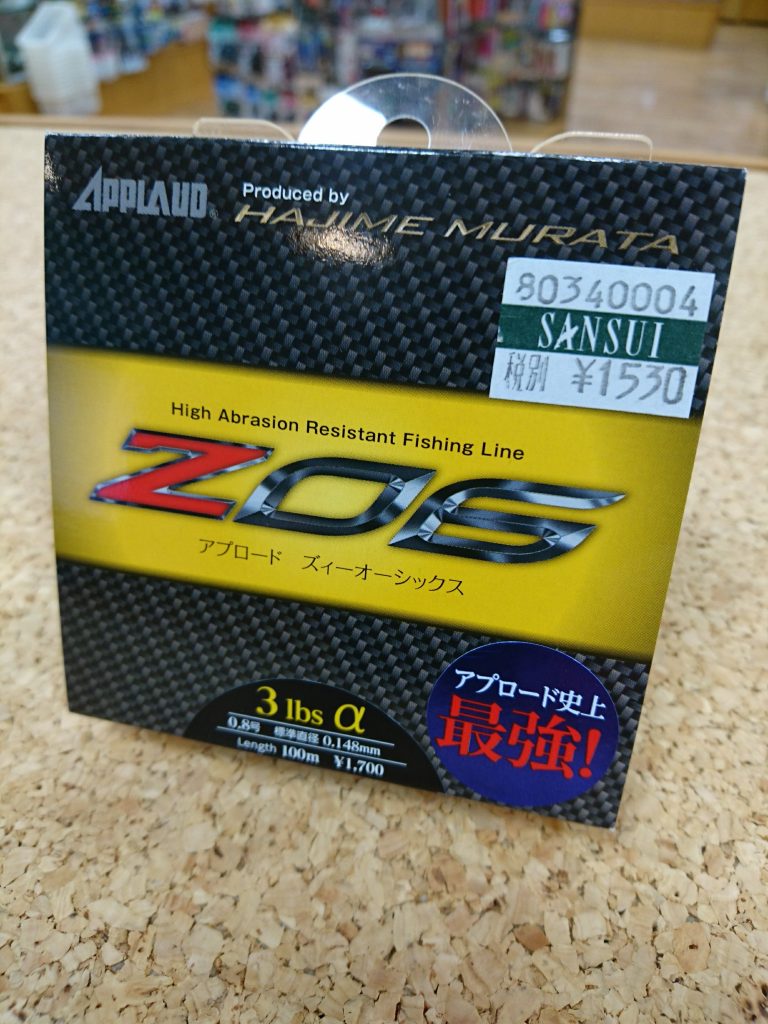 APPLAUD
Produced by
HAJIME MURATA
80340004
SANSUI
税別 ¥1530
High Abrasion Resistant Fishing Line
Z06
アプロード ズィーオーシックス
3 lbs α
0.8号 標準直径 0.148mm
Length 100m ¥1,700
アプロード史上
最強!